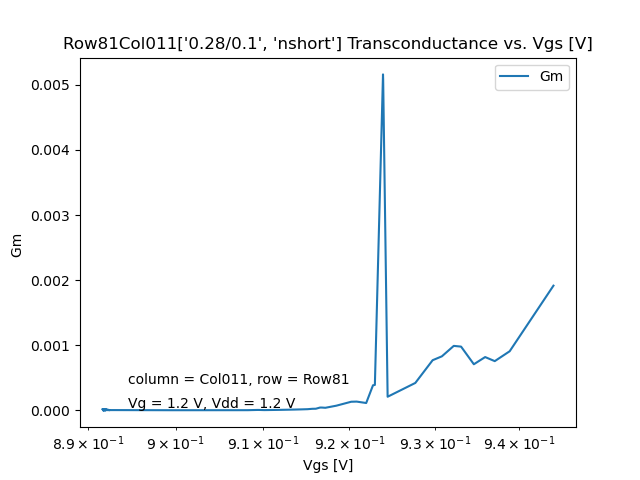 Row81Col011['0.28/0.1', 'nshort'] Transconductance vs. Vgs [V]
Gm
0.005
0.004
0.003
0.002
0.001
0.000
Gm
column = Col011, row = Row81
Vg = 1.2 V, Vdd = 1.2 V
8.9 × 10⁻¹ 9 × 10⁻¹ 9.1 × 10⁻¹ 9.2 × 10⁻¹ 9.3 × 10⁻¹ 9.4 × 10⁻¹
Vgs [V]